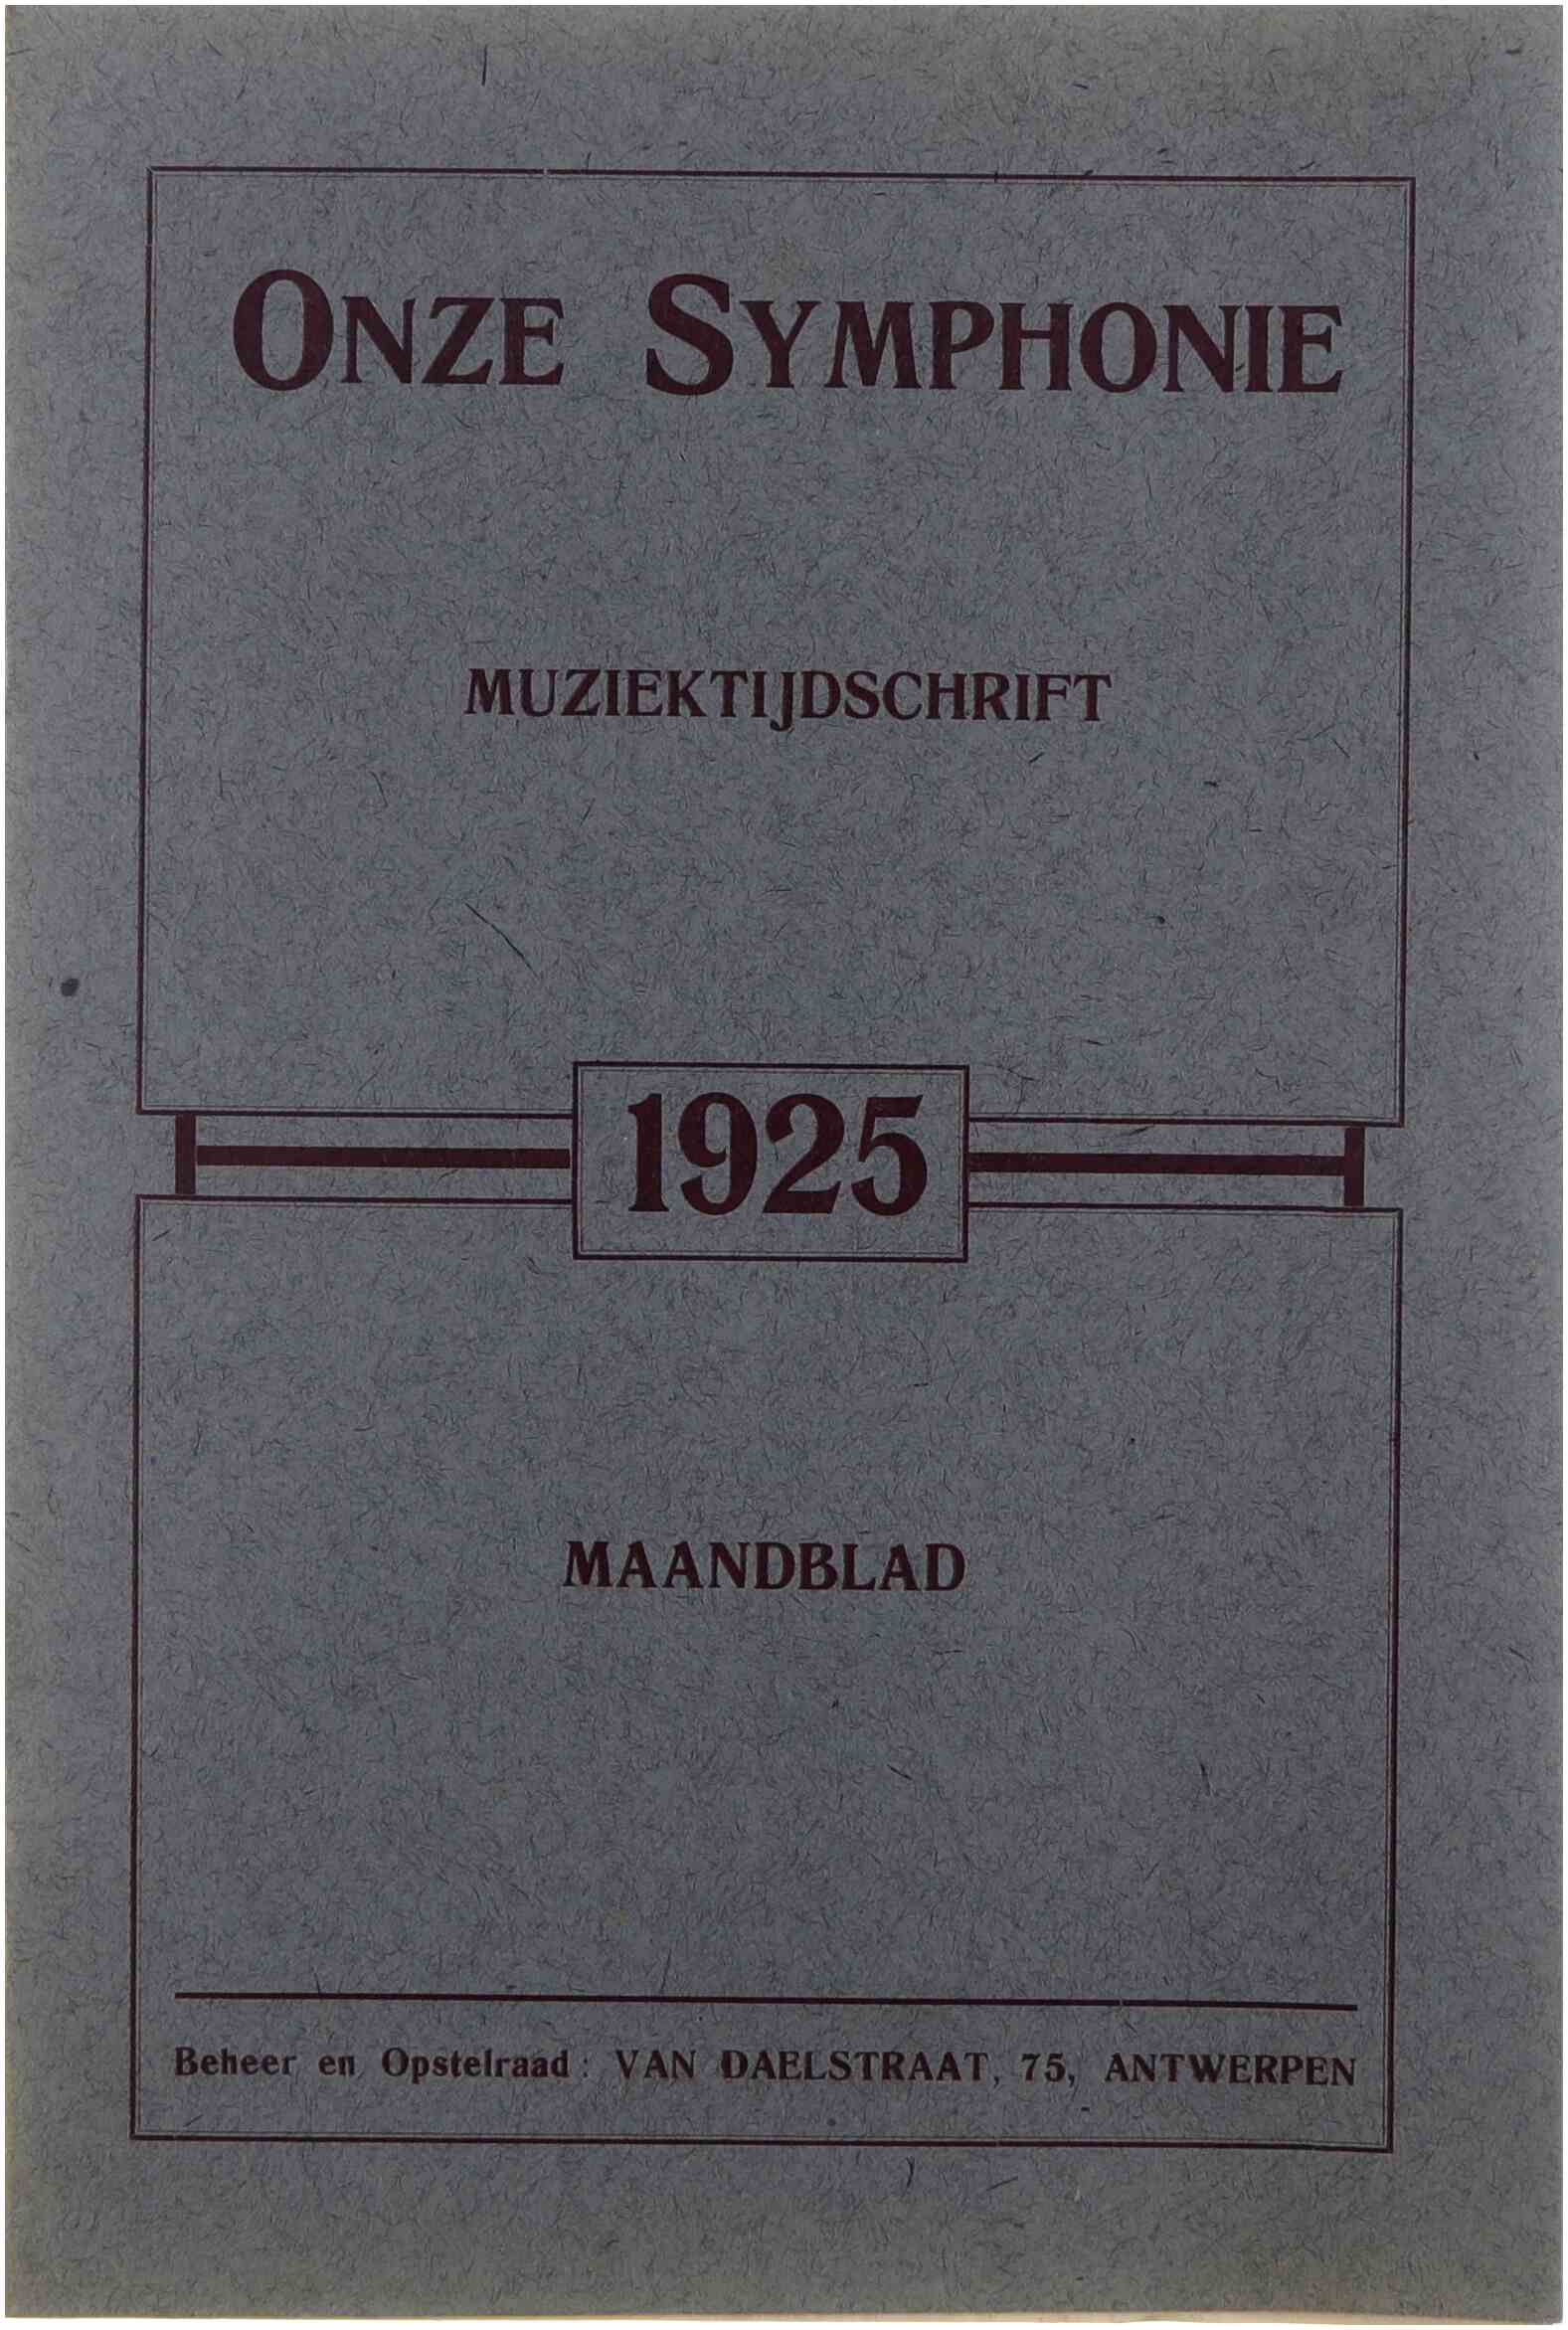 ONZE SYMPHONIE
MUZIEKTIJDSCHRIFT
1925
MAANDBLAD
Beheer en Opstelraad : VAN DAELSTRAAT, 75, ANTWERPEN